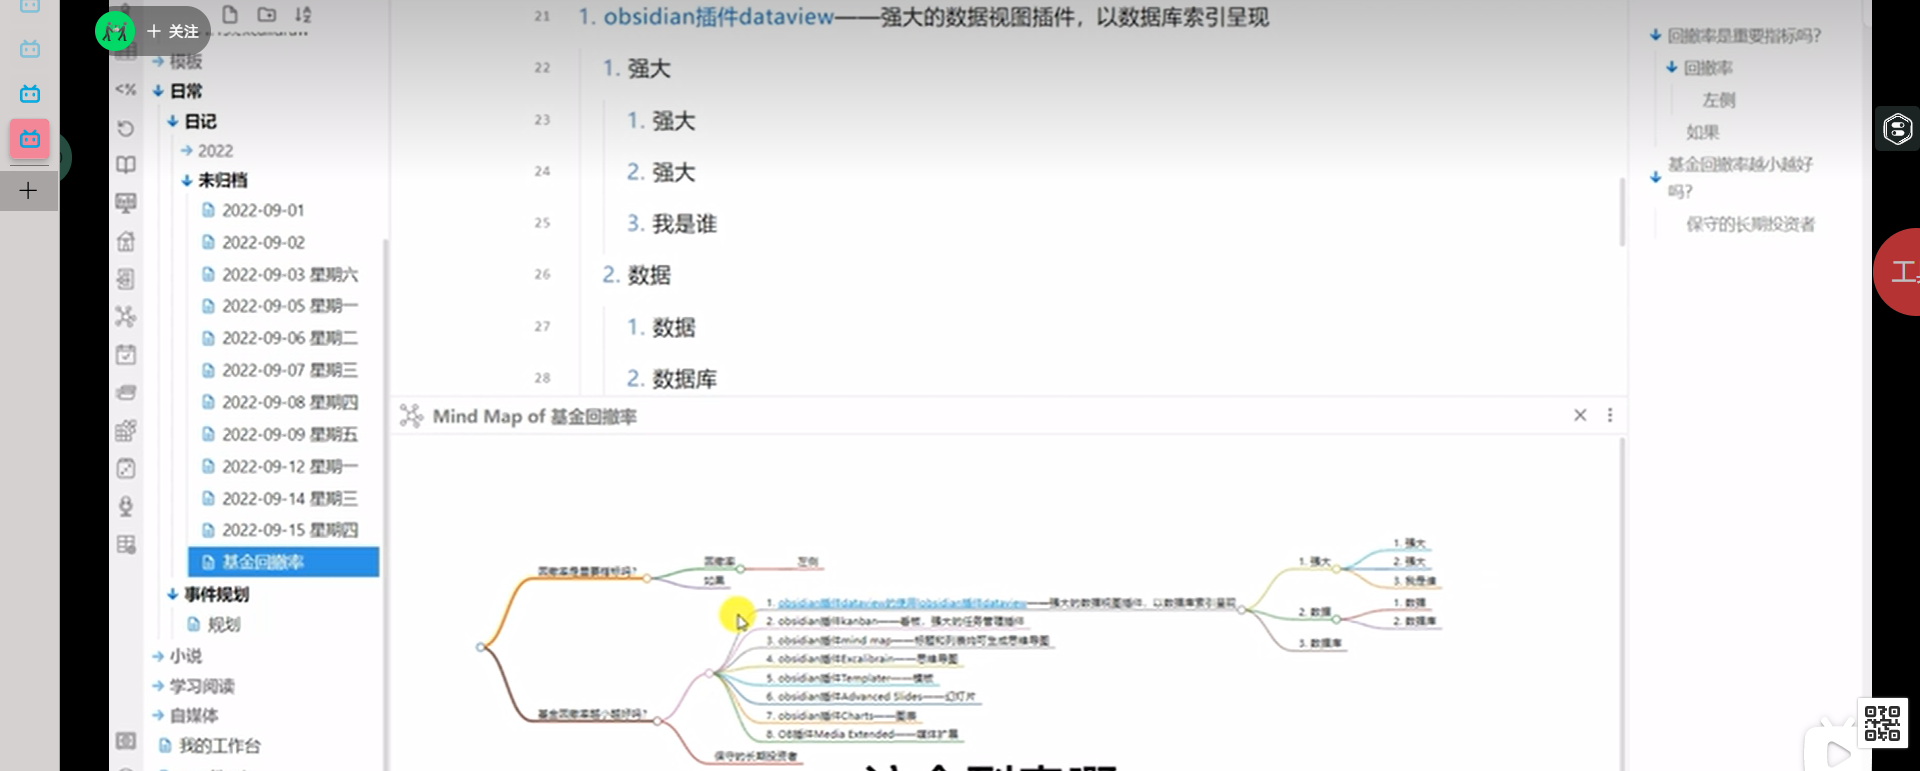 关注
模板
日常
日记
2022
未归档
2022-09-01
2022-09-02
2022-09-03 星期六
2022-09-05 星期一
2022-09-06 星期二
2022-09-07 星期三
2022-09-08 星期四
2022-09-09 星期五
2022-09-12 星期一
2022-09-14 星期三
2022-09-15 星期四
基金回撤率
事件规划
规划
小说
学习阅读
自媒体
我的工作台
21 1. obsidian插件dataview——强大的数据视图插件，以数据库索引呈现
22 1. 强大
23 1. 强大
24 2. 强大
25 3. 我是谁
26 2. 数据
27 1. 数据
28 2. 数据库
Mind Map of 基金回撤率
回撤率是重要指标吗？
回撤率
左侧
如果
1. obsidian插件dataview的使用obsidian插件dataview——强大的数据视图插件，以数据库索引呈现
2. obsidian插件kanban——看板，强大的任务管理插件
3. obsidian插件mind map——标题和列表均可生成思维导图
4. obsidian插件Excalibrain——思维导图
5. obsidian插件Templater——模板
6. obsidian插件Advanced Slides——幻灯片
7. obsidian插件Charts——图表
8. OB插件Media Extended——媒体扩展
基金回撤率越小越好吗？
保守的长期投资者
1. 强大
1. 强大
2. 强大
3. 我是谁
2. 数据
1. 数据
2. 数据库
3. 数据库
回撤率是重要指标吗？
回撤率
左侧
如果
基金回撤率越小越好
吗？
保守的长期投资者